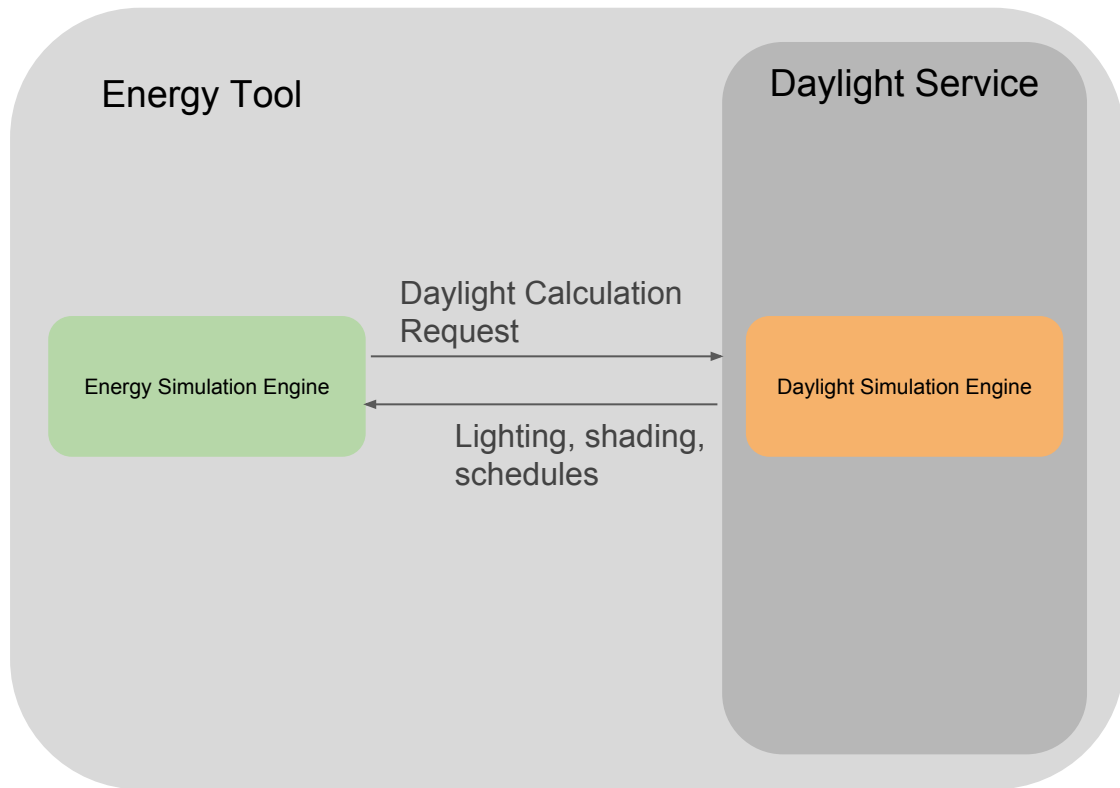 Energy Tool
Daylight Service
Daylight Calculation
Request
Energy Simulation Engine
Daylight Simulation Engine
Lighting, shading,
schedules